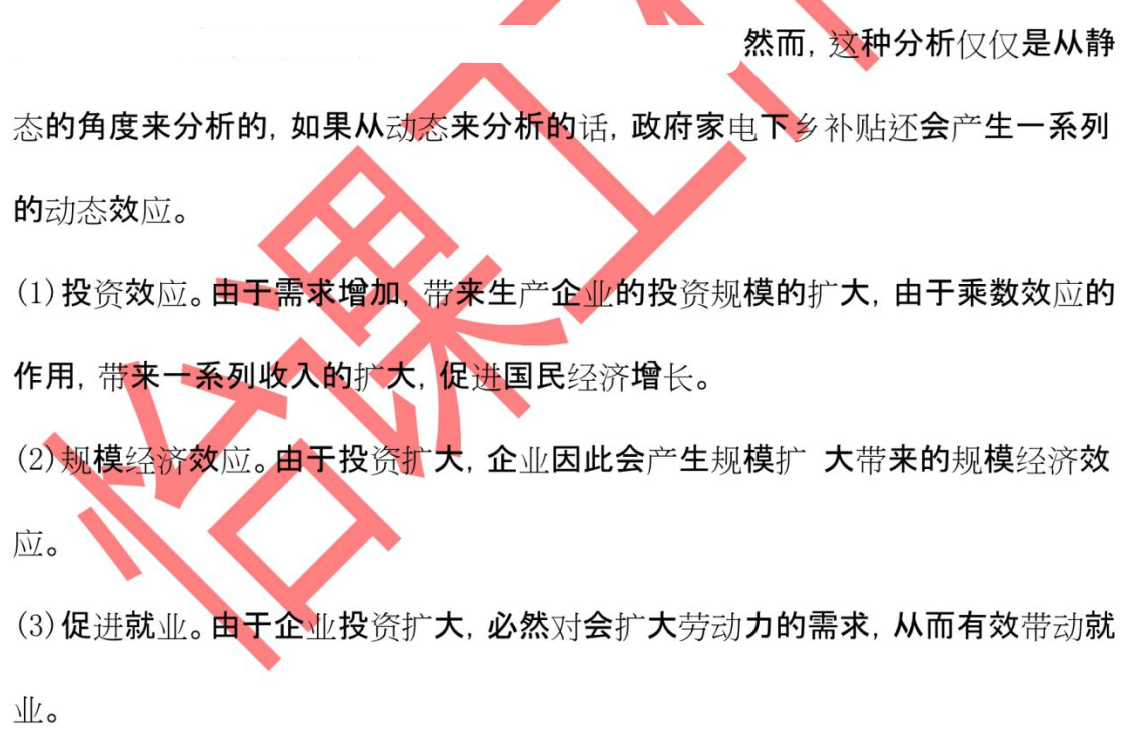 然而, 这种分析仅仅是从静
态的角度来分析的, 如果从动态来分析的话, 政府家电下乡补贴还会产生一系列
的动态效应。
(1)投资效应。由于需求增加, 带来生产企业的投资规模的扩大, 由于乘数效应的
作用, 带来一系列收入的扩大, 促进国民经济增长。
(2)规模经济效应。由于投资扩大, 企业因此会产生规模扩 大带来的规模经济效
应。
(3)促进就业。由于企业投资扩大, 必然对会扩大劳动力的需求, 从而有效带动就
业。